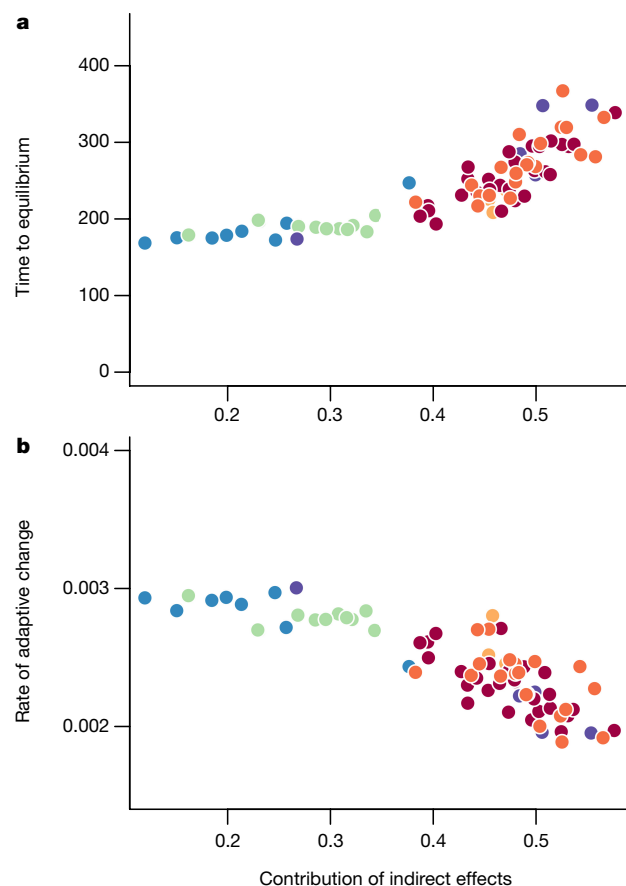 a
400
300
200
100
0
Time to equilibrium
0.2 0.3 0.4 0.5
b
0.004
0.003
0.002
Rate of adaptive change
0.2 0.3 0.4 0.5
Contribution of indirect effects